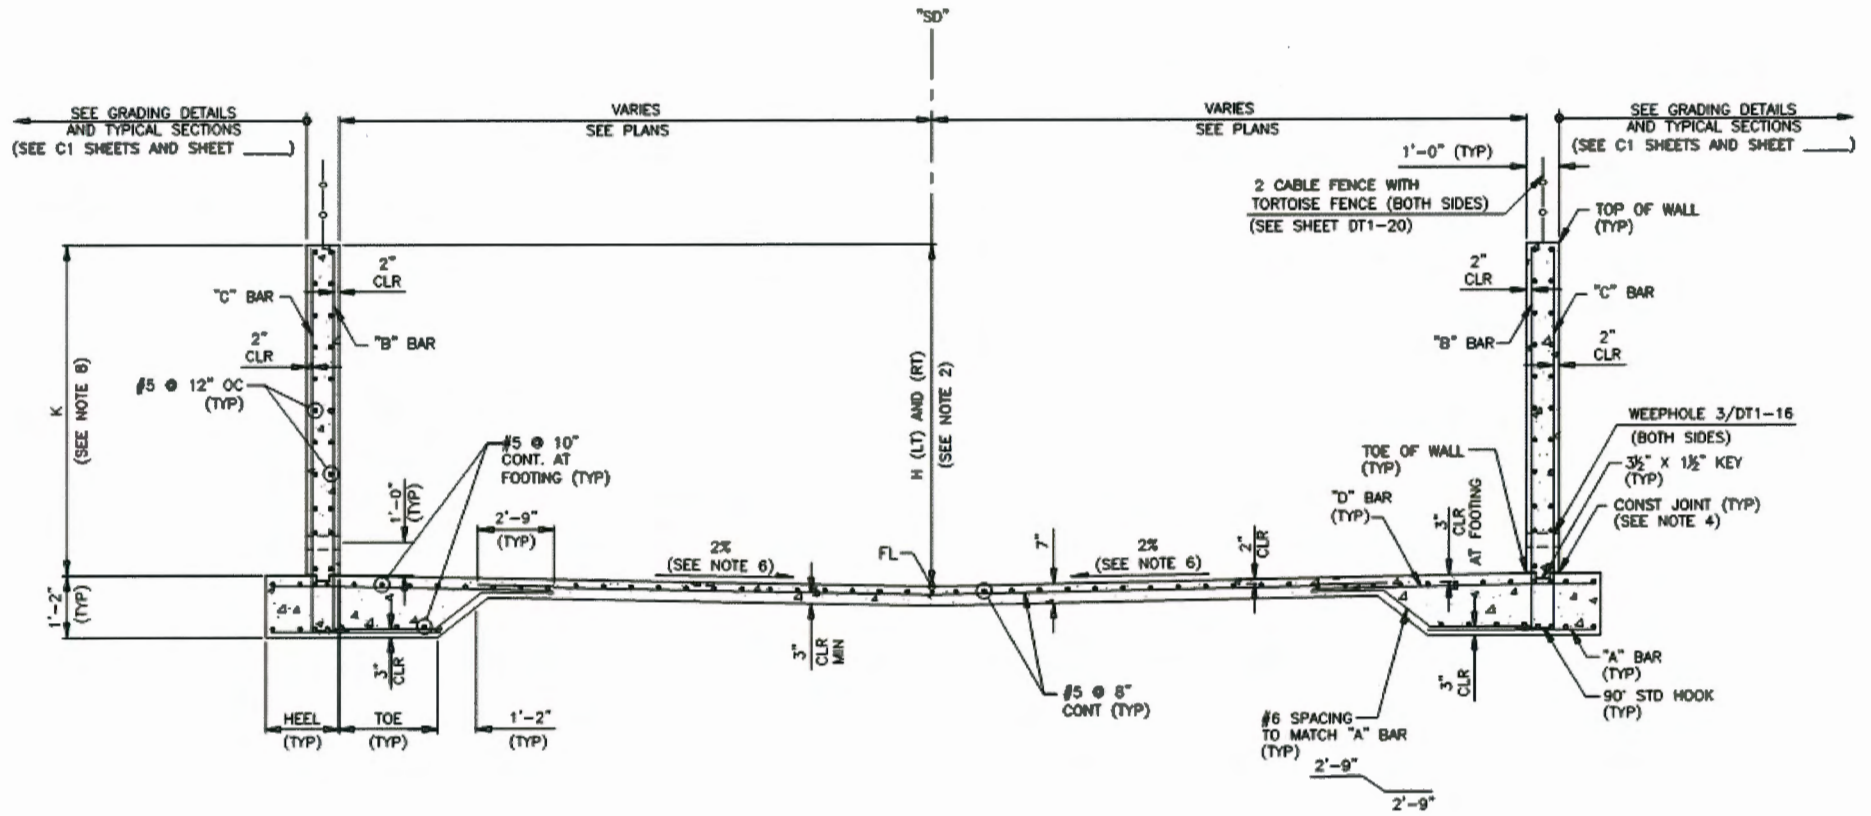 "SD"
SEE GRADING DETAILS
AND TYPICAL SECTIONS
(SEE C1 SHEETS AND SHEET ____)
VARIES
SEE PLANS
VARIES
SEE PLANS
SEE GRADING DETAILS
AND TYPICAL SECTIONS
(SEE C1 SHEETS AND SHEET ____)
1'-0" (TYP)
2 CABLE FENCE WITH
TORTOISE FENCE (BOTH SIDES)
(SEE SHEET DT1-20)
TOP OF WALL
(TYP)
2"
CLR
"C" BAR
"B" BAR
2"
CLR
#5 @ 12" OC
(TYP)
K
(SEE NOTE 8)
#5 @ 10"
CONT. AT
FOOTING (TYP)
1'-0"
(TYP)
2'-9"
(TYP)
2%
(SEE NOTE 6)
FL
H (LT) AND (RT)
(SEE NOTE 2)
7"
2%
(SEE NOTE 6)
2"
CLR
"D" BAR
(TYP)
TOE OF WALL
(TYP)
3"
CLR
AT FOOTING
2"
CLR
"C" BAR
"B" BAR
2"
CLR
WEEPHOLE 3/DT1-16
(BOTH SIDES)
3½" X 1½" KEY
(TYP)
CONST JOINT (TYP)
(SEE NOTE 4)
1'-2"
(TYP)
3"
CLR
3"
CLR
MIN
#5 @ 8"
CONT (TYP)
3"
CLR
"A" BAR
(TYP)
90° STD HOOK
(TYP)
HEEL
(TYP)
TOE
(TYP)
1'-2"
(TYP)
#6 SPACING
TO MATCH "A" BAR
(TYP)
2'-9"
2'-9"